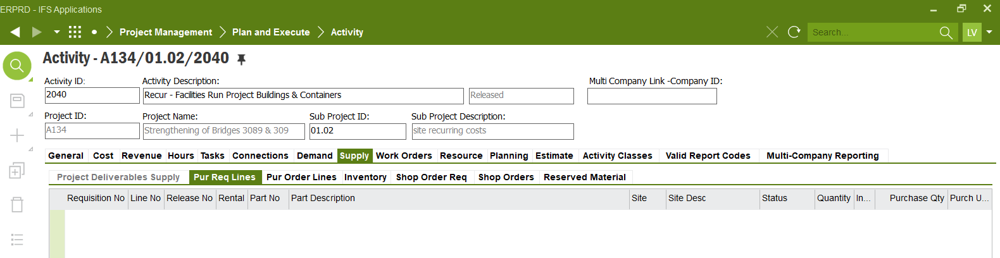 ERPRD - IFS Applications
Project Management Plan and Execute Activity Search... LV
Activity - A134/01.02/2040
Activity ID: Activity Description: Multi Company Link -Company ID:
2040 Recur - Facilities Run Project Buildings & Containers Released
Project ID: Project Name: Sub Project ID: Sub Project Description:
A134 Strengthening of Bridges 3089 & 309 01.02 site recurring costs
General Cost Revenue Hours Tasks Connections Demand Supply Work Orders Resource Planning Estimate Activity Classes Valid Report Codes Multi-Company Reporting
Project Deliverables Supply Pur Req Lines Pur Order Lines Inventory Shop Order Req Shop Orders Reserved Material
Requisition No Line No Release No Rental Part No Part Description Site Site Desc Status Quantity In... Purchase Qty Purch U...